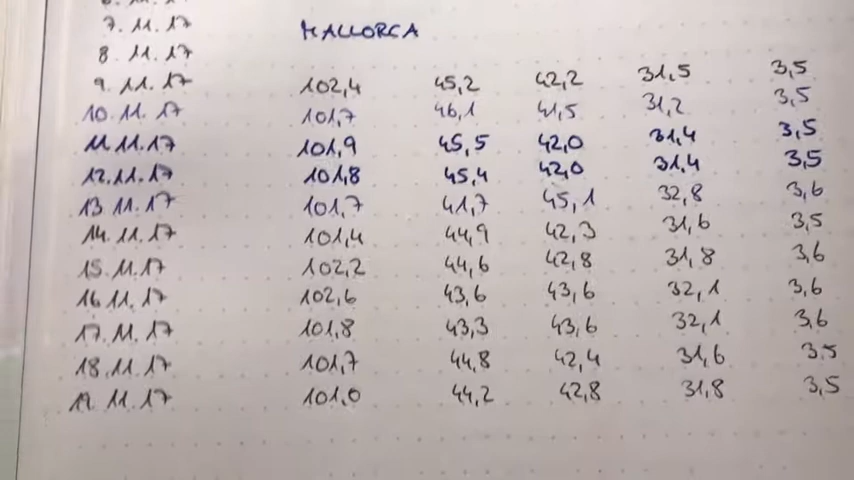 7.11.17 MALLORCA
8.11.17
9.11.17 102,4 45,2 42,2 31,5 3,5
10.11.17 101,7 46,1 41,5 31,2 3,5
11.11.17 101,9 45,5 42,0 31,4 3,5
12.11.17 101,8 45,4 42,0 31,4 3,5
13.11.17 101,7 41,7 45,1 32,8 3,6
14.11.17 101,4 44,9 42,3 31,6 3,5
15.11.17 102,2 44,6 42,8 31,8 3,6
16.11.17 102,6 43,6 43,6 32,1 3,6
17.11.17 101,8 43,3 43,6 32,1 3,6
18.11.17 101,7 44,8 42,4 31,6 3,5
19.11.17 101,0 44,2 42,8 31,8 3,5